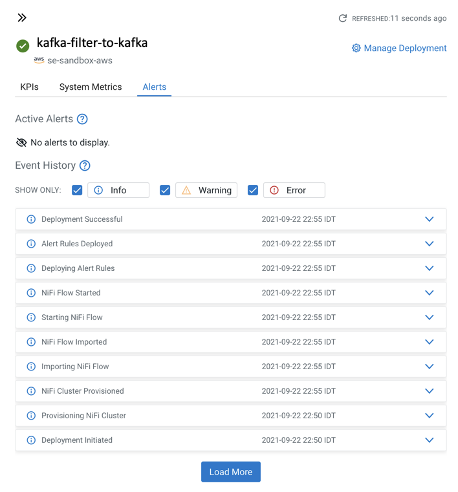 REFRESHED: 11 seconds ago
kafka-filter-to-kafka
Manage Deployment
aws se-sandbox-aws
KPIs System Metrics Alerts
Active Alerts ?
No alerts to display.
Event History ?
SHOW ONLY: Info Warning Error
Deployment Successful 2021-09-22 22:55 IDT
Alert Rules Deployed 2021-09-22 22:55 IDT
Deploying Alert Rules 2021-09-22 22:55 IDT
NiFi Flow Started 2021-09-22 22:55 IDT
Starting NiFi Flow 2021-09-22 22:55 IDT
NiFi Flow Imported 2021-09-22 22:55 IDT
Importing NiFi Flow 2021-09-22 22:55 IDT
NiFi Cluster Provisioned 2021-09-22 22:55 IDT
Provisioning NiFi Cluster 2021-09-22 22:50 IDT
Deployment Initiated 2021-09-22 22:50 IDT
Load More